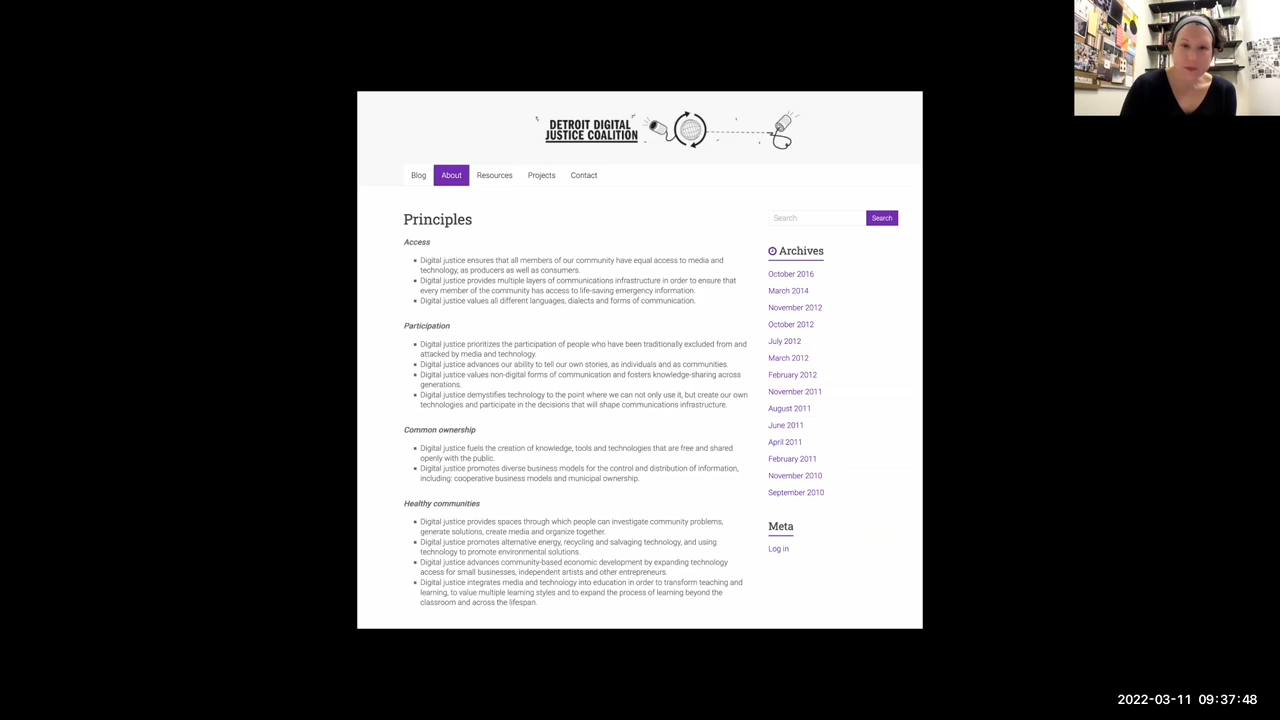 DETROIT DIGITAL
JUSTICE COALITION
Blog
About
Resources
Projects
Contact
Principles
Access
Digital justice ensures that all members of our community have equal access to media and
technology, as producers as well as consumers.
Digital justice provides multiple layers of communications infrastructure in order to ensure that
every member of the community has access to life-saving emergency information.
Digital justice values all different languages, dialects and forms of communication.
Participation
Digital justice prioritizes the participation of people who have been traditionally excluded from and
attacked by media and technology.
Digital justice advances our ability to tell our own stories, as individuals and as communities.
Digital justice values non-digital forms of communication and fosters knowledge-sharing across
generations.
Digital justice demystifies technology to the point where we can not only use it, but create our own
technologies and participate in the decisions that will shape communications infrastructure.
Common ownership
Digital justice fuels the creation of knowledge, tools and technologies that are free and shared
openly with the public.
Digital justice promotes diverse business models for the control and distribution of information,
including: cooperative business models and municipal ownership.
Healthy communities
Digital justice provides spaces through which people can investigate community problems,
generate solutions, create media and organize together.
Digital justice promotes alternative energy, recycling and salvaging technology, and using
technology to promote environmental solutions.
Digital justice advances community-based economic development by expanding technology
access for small businesses, independent artists and other entrepreneurs.
Digital justice integrates media and technology into education in order to transform teaching and
learning, to value multiple learning styles and to expand the process of learning beyond the
classroom and across the lifespan.
Search
Search
Archives
October 2016
March 2014
November 2012
October 2012
July 2012
March 2012
February 2012
November 2011
August 2011
June 2011
April 2011
February 2011
November 2010
September 2010
Meta
Log in
2022-03-11 09:37:48